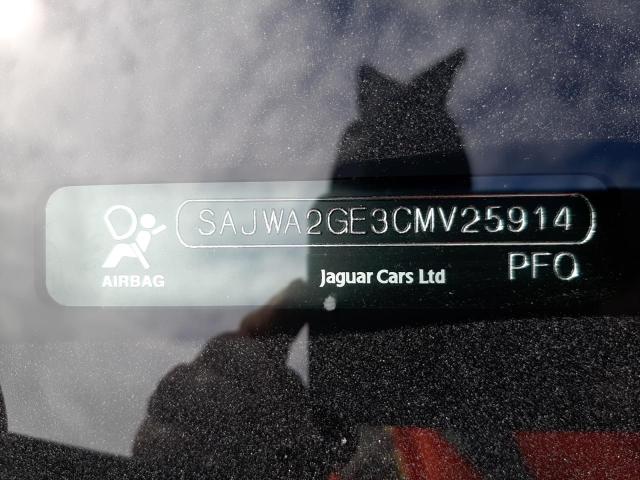 SAJWA2GE3CMV25914
AIRBAG
Jaguar Cars Ltd
PFO